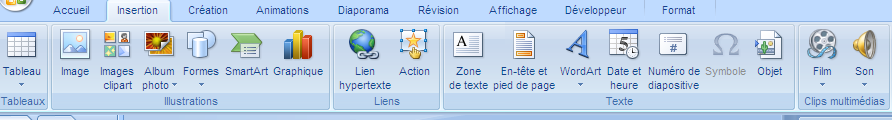 Accueil Insertion Création Animations Diaporama Révision Affichage Développeur Format
Tableau Image Images clipart Album photo Formes SmartArt Graphique Lien hypertexte Action Zone de texte En-tête et pied de page WordArt Date et heure Numéro de diapositive Symbole Objet Film Son
Tableaux Illustrations Liens Texte Clips multimédias